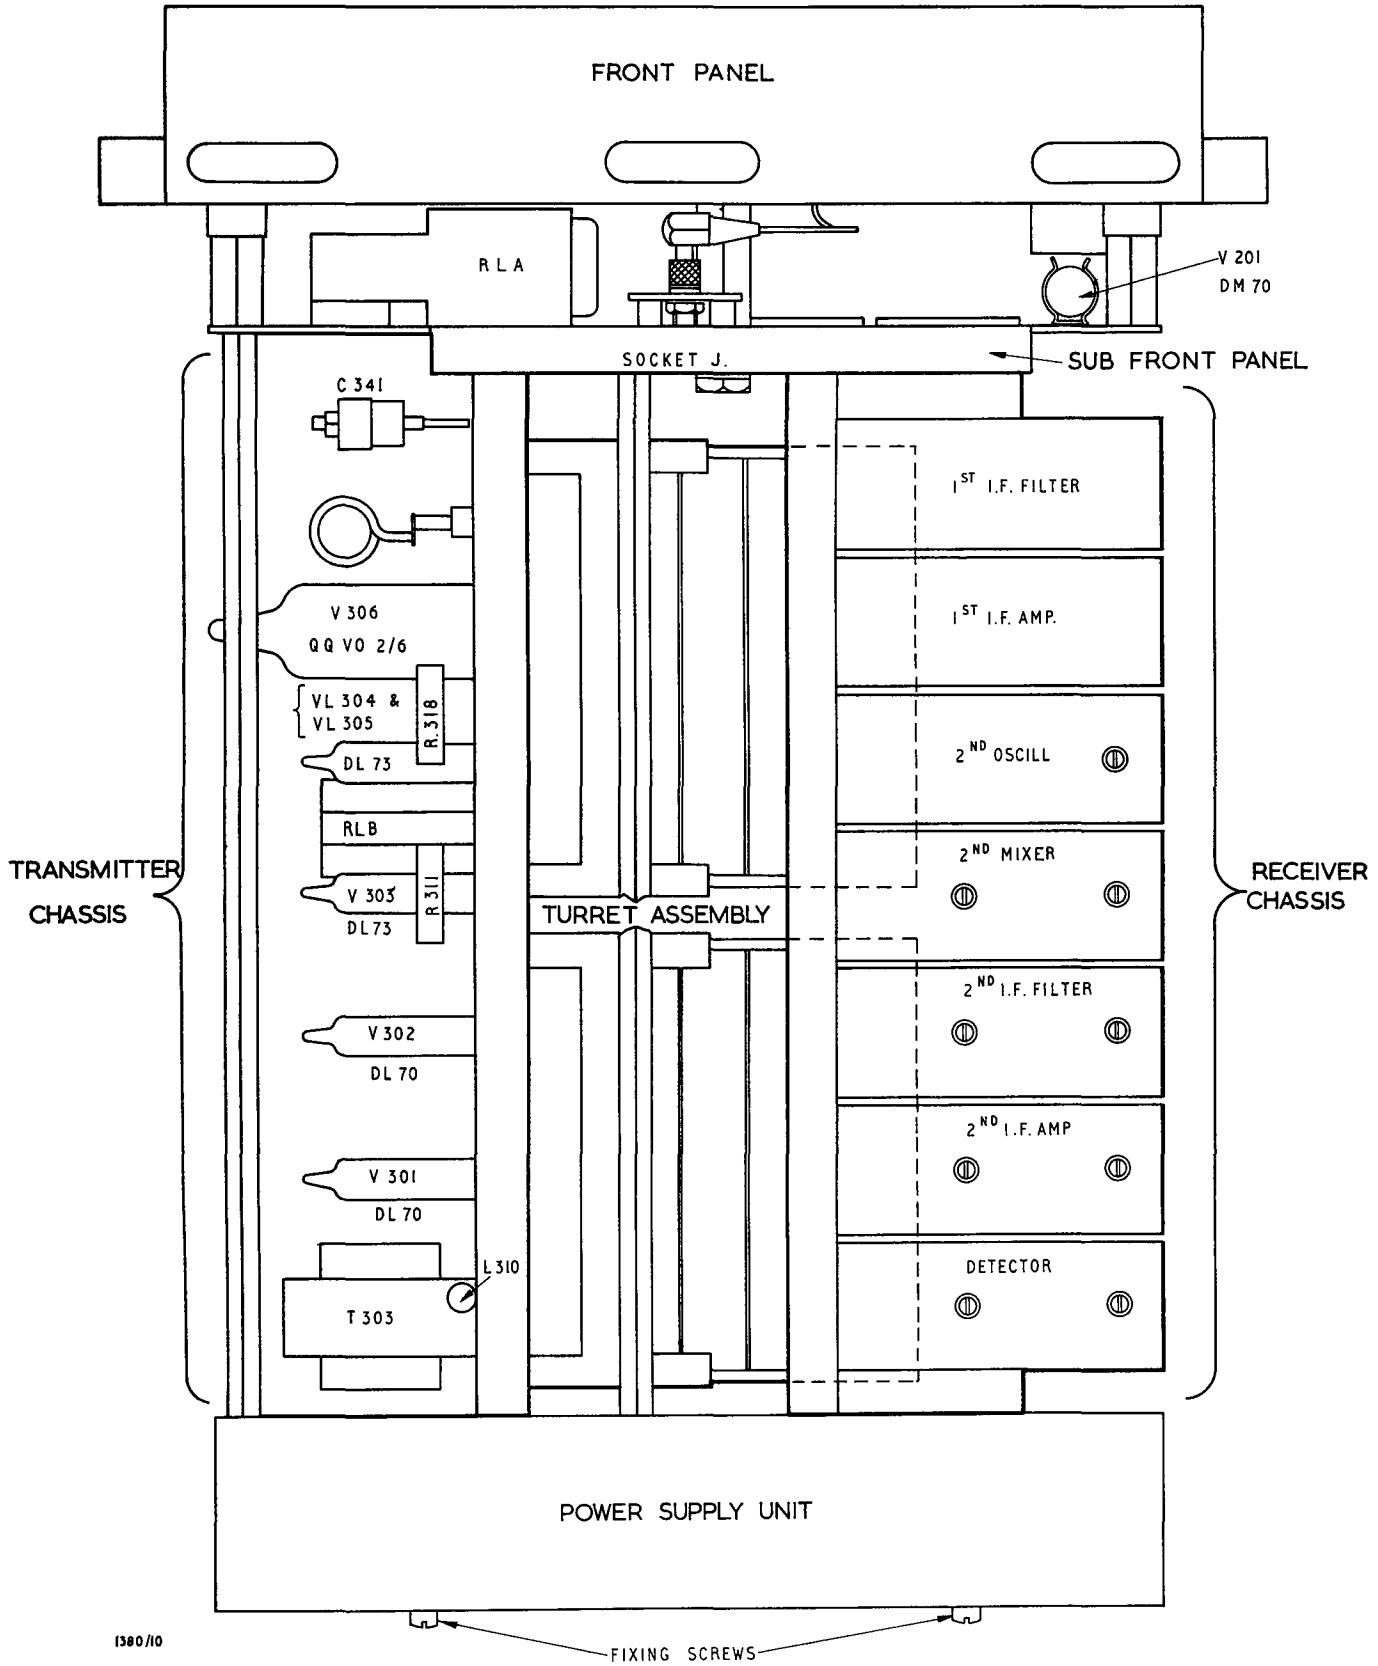 FRONT PANEL
RLA
V 201
DM 70
SOCKET J.
SUB FRONT PANEL
C 341
1ST I.F. FILTER
V 306
QQ VO 2/6
1ST I.F. AMP.
VL 304 &
VL 305
R.318
DL 73
2ND OSCILL
RLB
2ND MIXER
TRANSMITTER
CHASSIS
V 303
R 311
DL 73
TURRET ASSEMBLY
RECEIVER
CHASSIS
2ND I.F. FILTER
V 302
DL 70
2ND I.F. AMP
V 301
DL 70
L310
DETECTOR
T 303
POWER SUPPLY UNIT
1380/10
FIXING SCREWS